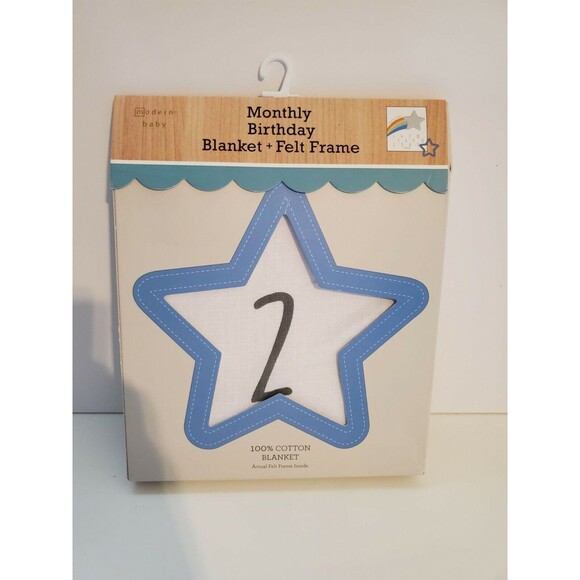 modern
baby
Monthly
Birthday
Blanket + Felt Frame
2
100% COTTON
BLANKET
Actual Felt Frame Inside